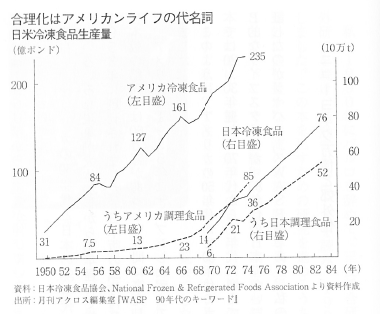 合理化はアメリカンライフの代名詞
日米冷凍食品生産量
(億ポンド)
(10万t)
アメリカ冷凍食品
(左目盛)
235
100
200
161
日本冷凍食品
(右目盛)
127
80
76
84
85
60
100
52
うちアメリカ調理食品
(左目盛)
36
40
31
7.5
13
23
14
21
うち日本調理食品
(右目盛)
20
6
1950 52 54 56 58 60 62 64 66 68 70 72 74 76 78 80 82 84 (年)
資料：日本冷凍食品協会、National Frozen & Refrigerated Foods Associationより資料作成
出所：月刊アクロス編集室『WASP 90年代のキーワード』